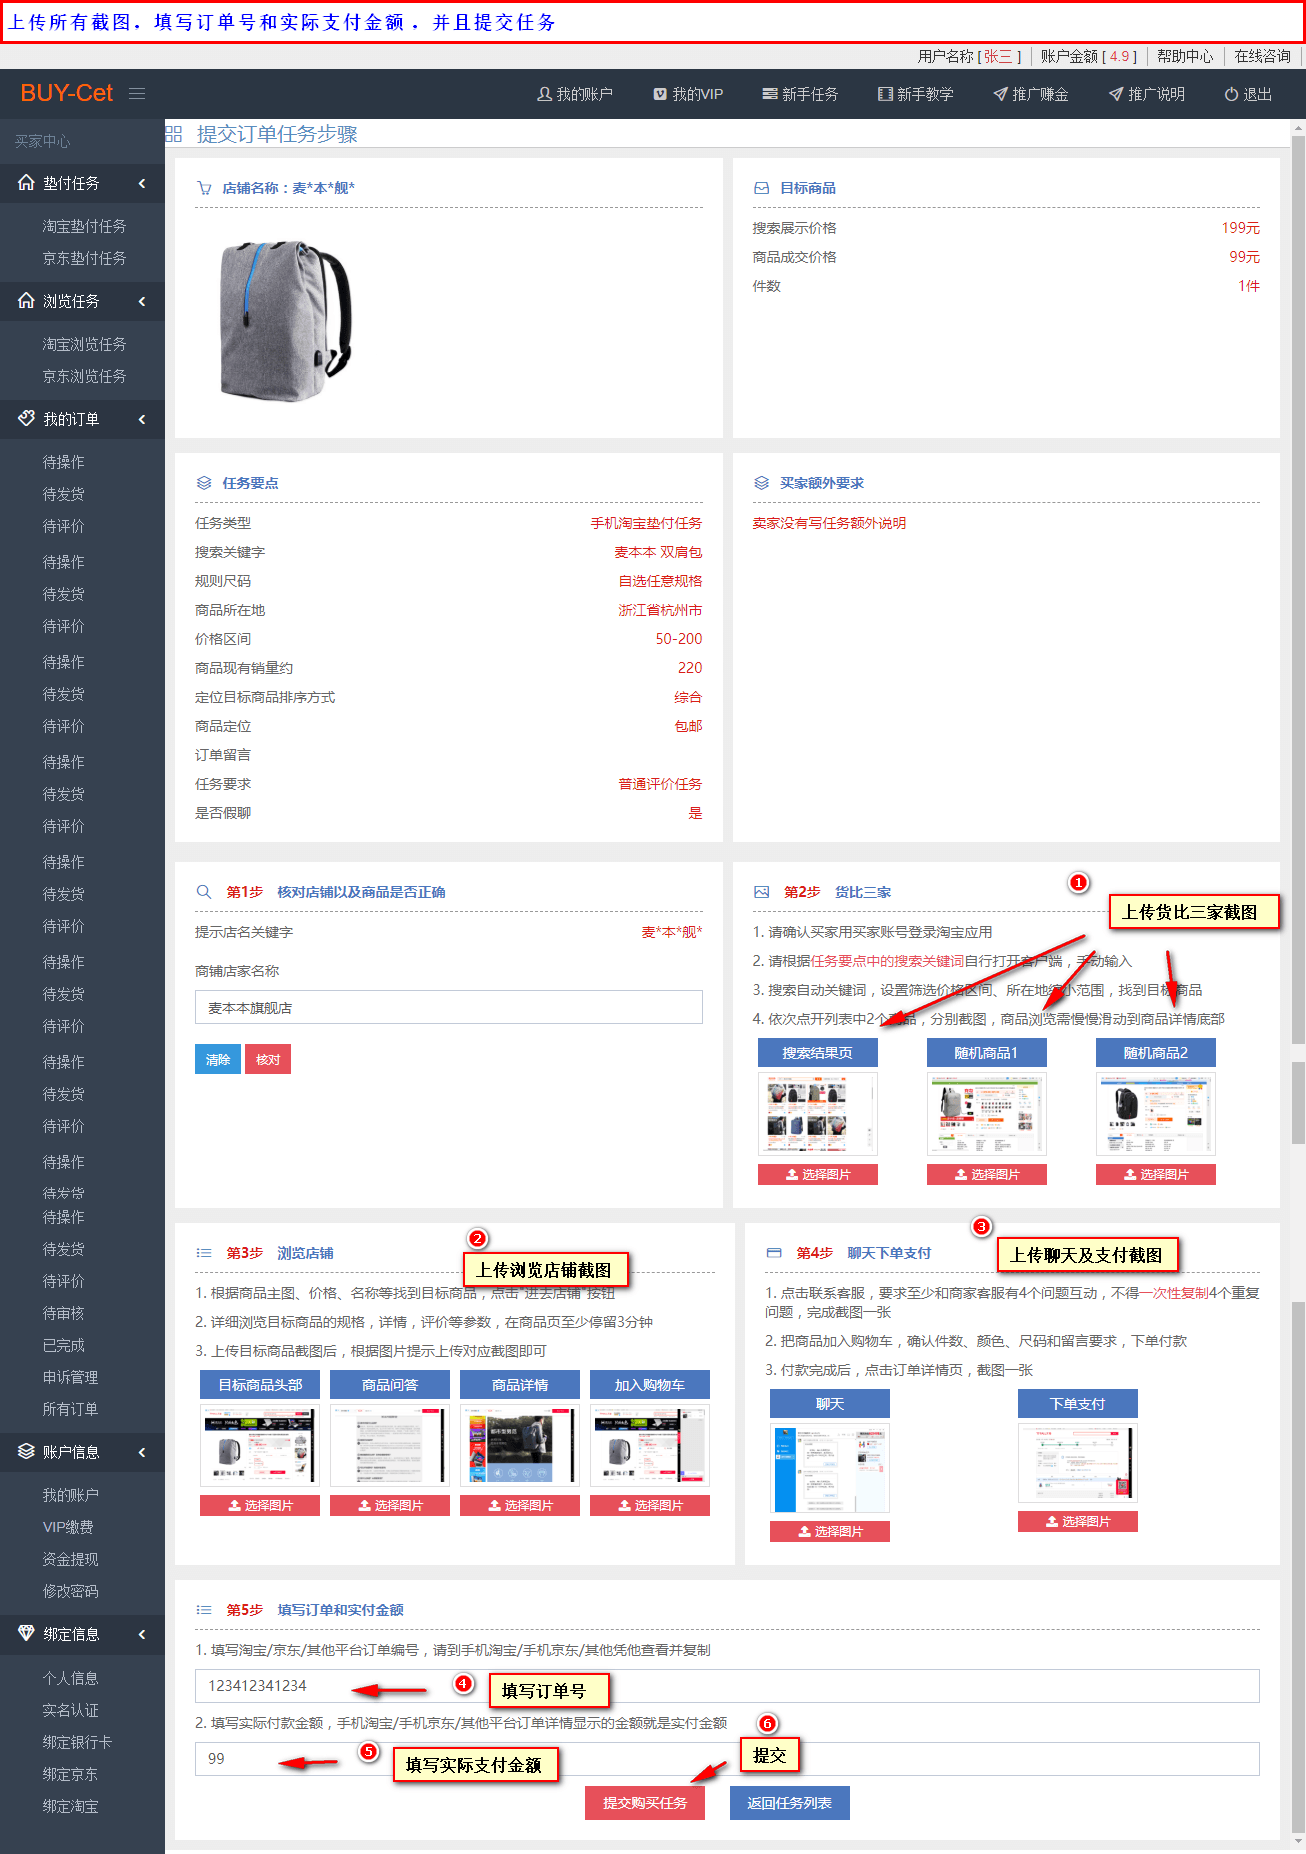 上传所有截图。填写订单号和实际支付金额 。并且提交任务
用户名称 [ 张三 ] 账户金额 [ 4.9 ] 帮助中心 在线咨询
BUY-Cet 我的账户 我的VIP 新手任务 新手教学 推广赚金 推广说明 退出
买家中心
垫付任务
淘宝垫付任务
京东垫付任务
浏览任务
淘宝浏览任务
京东浏览任务
我的订单
待操作
待发货
待评价
待操作
待发货
待评价
待操作
待发货
待评价
待操作
待发货
待评价
待操作
待发货
待评价
待操作
待发货
待评价
待操作
待发货
待评价
待操作
待发货
待操作
待发货
待评价
待审核
已完成
申诉管理
所有订单
账户信息
我的账户
VIP缴费
资金提现
修改密码
绑定信息
个人信息
实名认证
绑定银行卡
绑定京东
绑定淘宝
提交订单任务步骤
店铺名称：麦*本*舰*
目标商品
搜索展示价格 199元
商品成交价格 99元
件数 1件
任务要点
任务类型 手机淘宝垫付任务
搜索关键字 麦本本 双肩包
规则尺码 自选任意规格
商品所在地 浙江省杭州市
价格区间 50-200
商品现有销量约 220
定位目标商品排序方式 综合
商品定位 包邮
订单留言
任务要求 普通评价任务
是否假聊 是
买家额外要求
卖家没有写任务额外说明
第1步 核对店铺以及商品是否正确
提示店名关键字 麦*本*舰*
商铺店家名称
麦本本旗舰店
清除 核对
第2步 货比三家
1
上传货比三家截图
1. 请确认买家用买家账号登录淘宝应用
2. 请根据任务要点中的搜索关键词自行打开客户端，手动输入
3. 搜索自动关键词，设置筛选价格区间、所在地缩小范围，找到目标商品
4. 依次点开列表中2个商品，分别截图，商品浏览需慢慢滑动到商品详情底部
搜索结果页 随机商品1 随机商品2
选择图片 选择图片 选择图片
第3步 浏览店铺
2
上传浏览店铺截图
1. 根据商品主图、价格、名称等找到目标商品，点击"进去店铺"按钮
2. 详细浏览目标商品的规格，详情，评价等参数，在商品页至少停留3分钟
3. 上传目标商品截图后，根据图片提示上传对应截图即可
目标商品头部 商品问答 商品详情 加入购物车
选择图片 选择图片 选择图片 选择图片
第4步 聊天下单支付
3
上传聊天及支付截图
1. 点击联系客服，要求至少和商家客服有4个问题互动，不得一次性复制4个重复
问题，完成截图一张
2. 把商品加入购物车，确认件数、颜色、尺码和留言要求，下单付款
3. 付款完成后，点击订单详情页，截图一张
聊天 下单支付
选择图片 选择图片
第5步 填写订单和实付金额
1. 填写淘宝/京东/其他平台订单编号，请到手机淘宝/手机京东/其他凭他查看并复制
123412341234
4
填写订单号
2. 填写实际付款金额，手机淘宝/手机京东/其他平台订单详情显示的金额就是实付金额
99
5
填写实际支付金额
6
提交
提交购买任务 返回任务列表